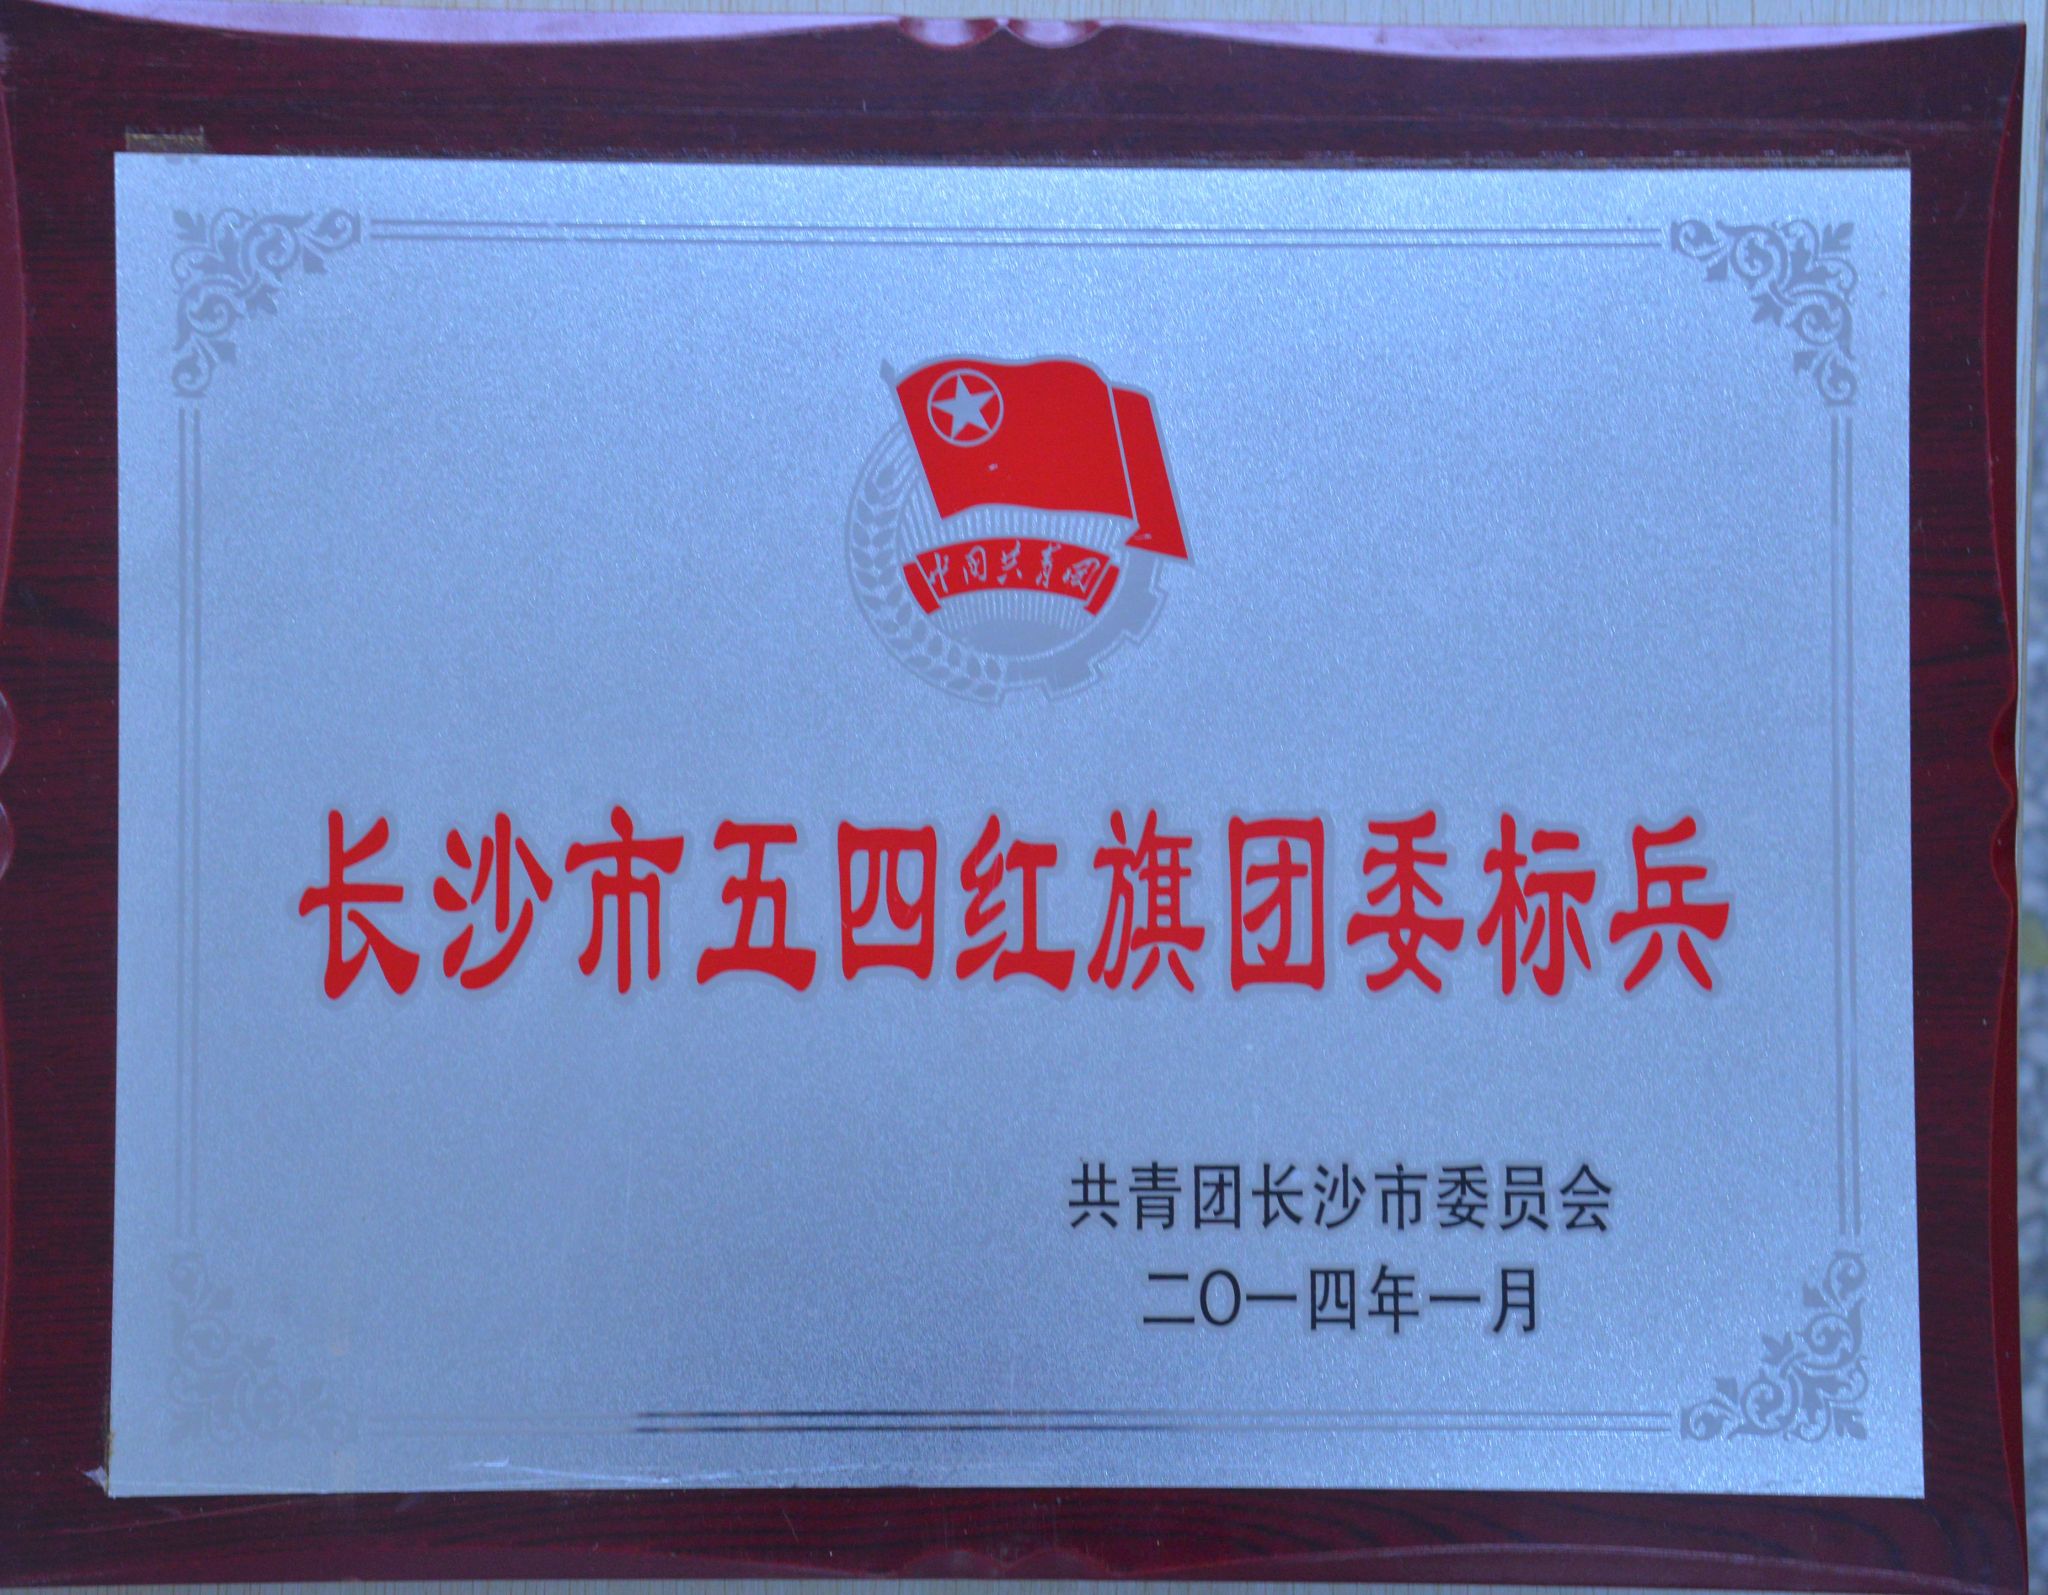 中国共青团
长沙市五四红旗团委标兵
共青团长沙市委员会
二〇一四年一月